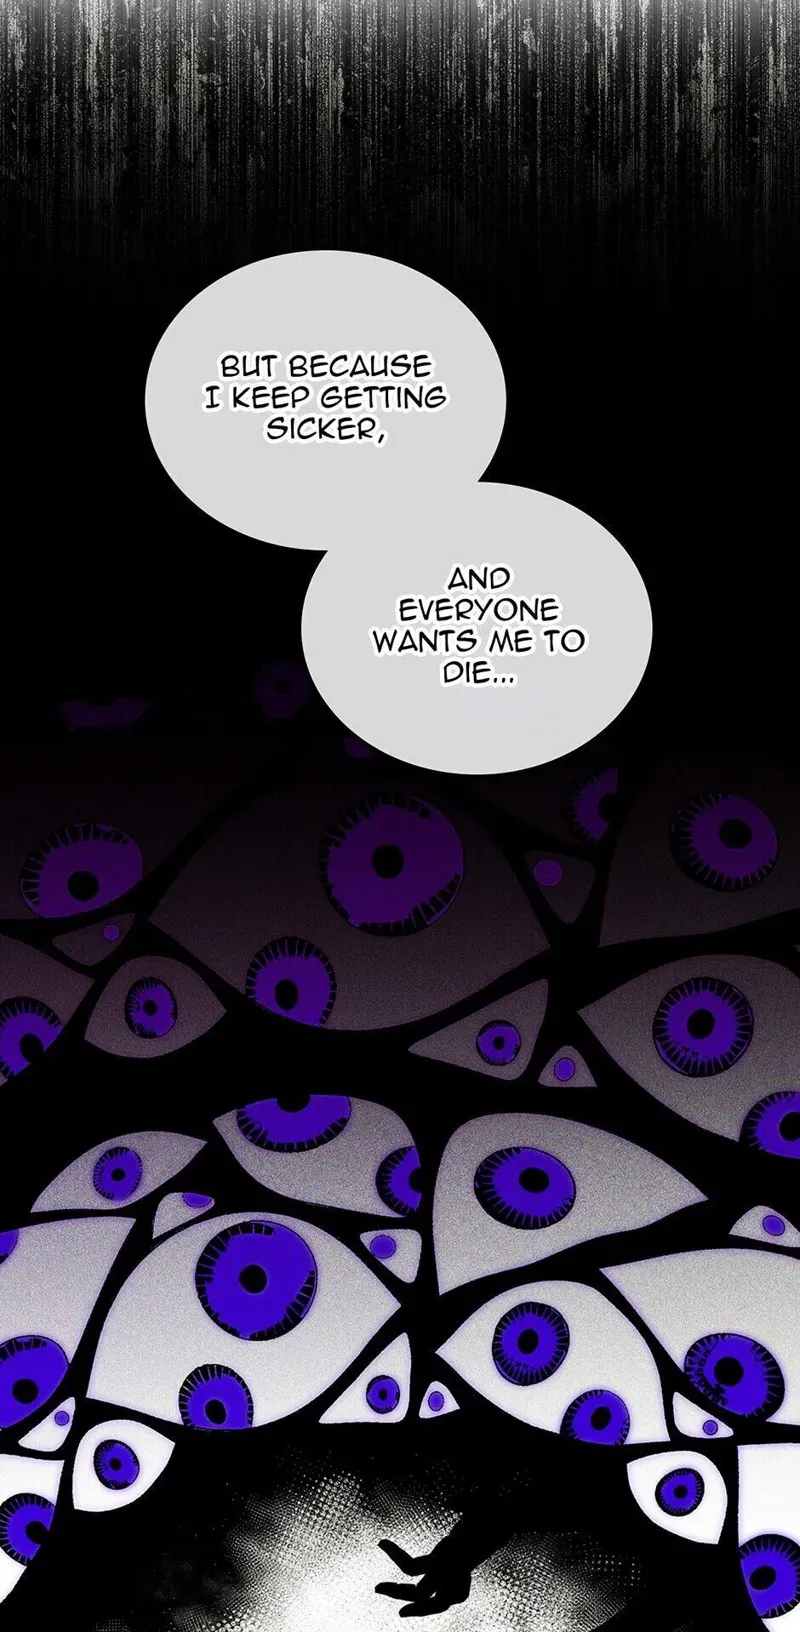 BUT BECAUSE
I KEEP GETTING
SICKER,
AND
EVERYONE
WANTS ME TO
DIE...